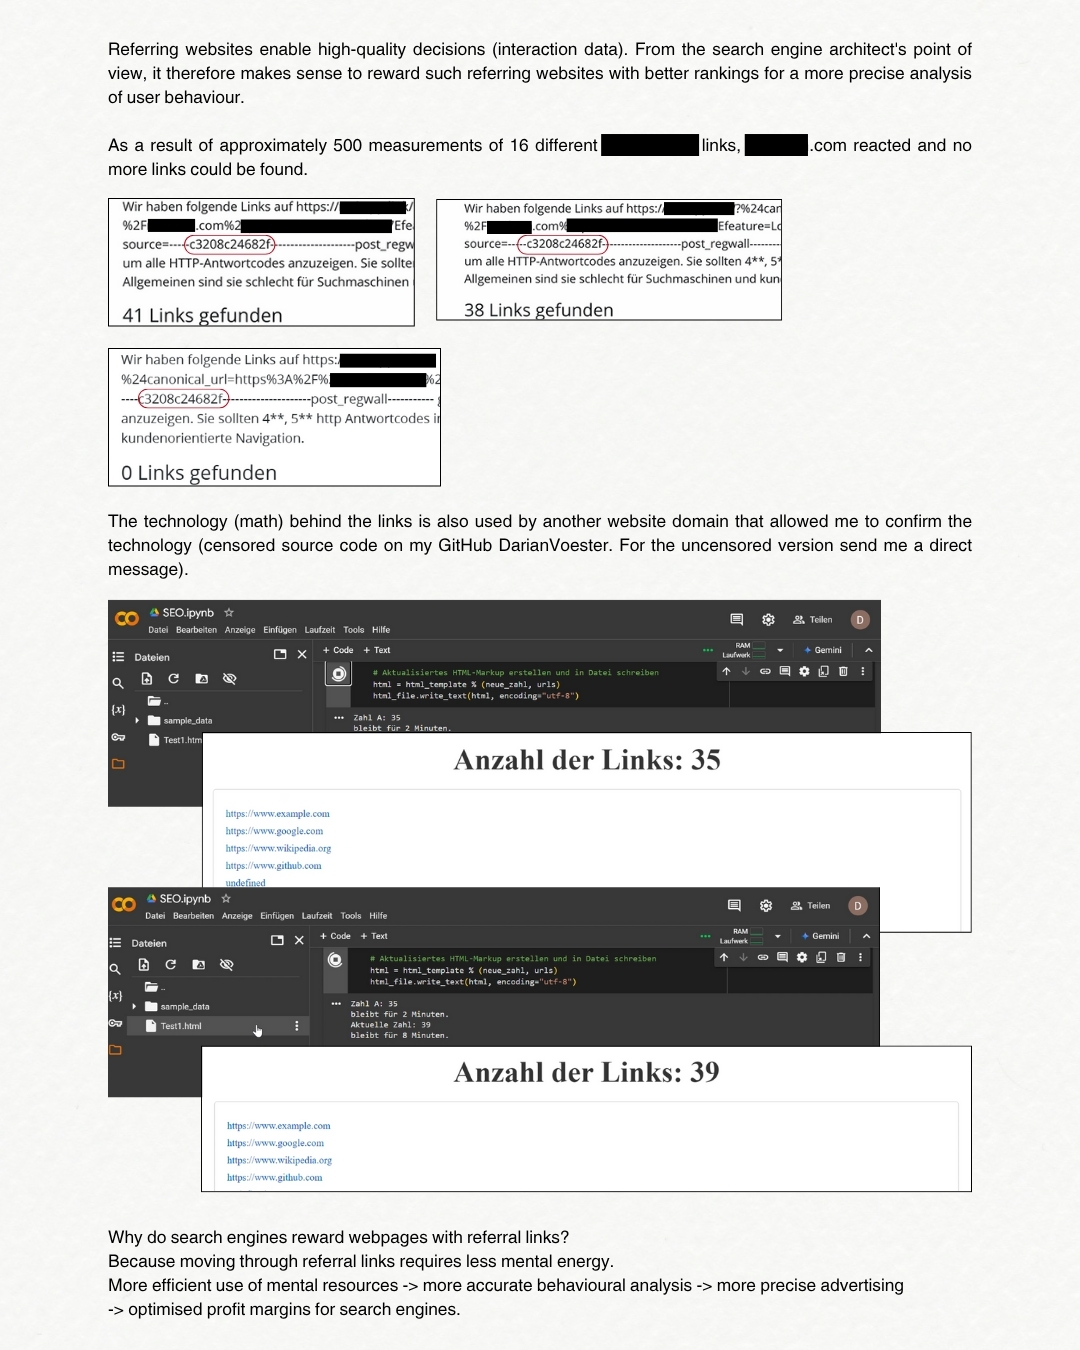 Referring websites enable high-quality decisions (interaction data). From the search engine architect's point of
view, it therefore makes sense to reward such referring websites with better rankings for a more precise analysis
of user behaviour.
As a result of approximately 500 measurements of 16 different links, .com reacted and no
more links could be found.
Wir haben folgende Links auf https://
%2F .com%2 Efe
source=----c3208c24682f--------------------post_regw
um alle HTTP-Antwortcodes anzuzeigen. Sie sollte
Allgemeinen sind sie schlecht für Suchmaschinen
41 Links gefunden
Wir haben folgende Links auf https:/ ?%24can
%2F .com% Efeature=Lo
source=----c3208c24682f------------------post_regwall--------
um alle HTTP-Antwortcodes anzuzeigen. Sie sollten 4**, 5*
Allgemeinen sind sie schlecht für Suchmaschinen und kun
38 Links gefunden
Wir haben folgende Links auf https:/
%24canonical_url=https%3A%2F% %2
----c3208c24682f--------------------post_regwall-----------
anzuzeigen. Sie sollten 4**, 5** http Antwortcodes i
kundenorientierte Navigation.
0 Links gefunden
The technology (math) behind the links is also used by another website domain that allowed me to confirm the
technology (censored source code on my GitHub DarianVoester. For the uncensored version send me a direct
message).
SEO.ipynb
Datei Bearbeiten Anzeige Einfügen Laufzeit Tools Hilfe
Teilen
D
Dateien
+ Code + Text
RAM
Laufwerk
Gemini
{x}
..
sample_data
Test1.htm
# Aktualisiertes HTML-Markup erstellen und in Datei schreiben
html = html_template % (neue_zahl, urls)
html_file.write_text(html, encoding="utf-8")
Zahl A: 35
bleibt für 2 Minuten.
Anzahl der Links: 35
https://www.example.com
https://www.google.com
https://www.wikipedia.org
https://www.github.com
undefined
SEO.ipynb
Datei Bearbeiten Anzeige Einfügen Laufzeit Tools Hilfe
Teilen
D
Dateien
+ Code + Text
RAM
Laufwerk
Gemini
{x}
..
sample_data
Test1.html
# Aktualisiertes HTML-Markup erstellen und in Datei schreiben
html = html_template % (neue_zahl, urls)
html_file.write_text(html, encoding="utf-8")
Zahl A: 35
bleibt für 2 Minuten.
Aktuelle Zahl: 39
bleibt für 8 Minuten.
Anzahl der Links: 39
https://www.example.com
https://www.google.com
https://www.wikipedia.org
https://www.github.com
Why do search engines reward webpages with referral links?
Because moving through referral links requires less mental energy.
More efficient use of mental resources -> more accurate behavioural analysis -> more precise advertising
-> optimised profit margins for search engines.